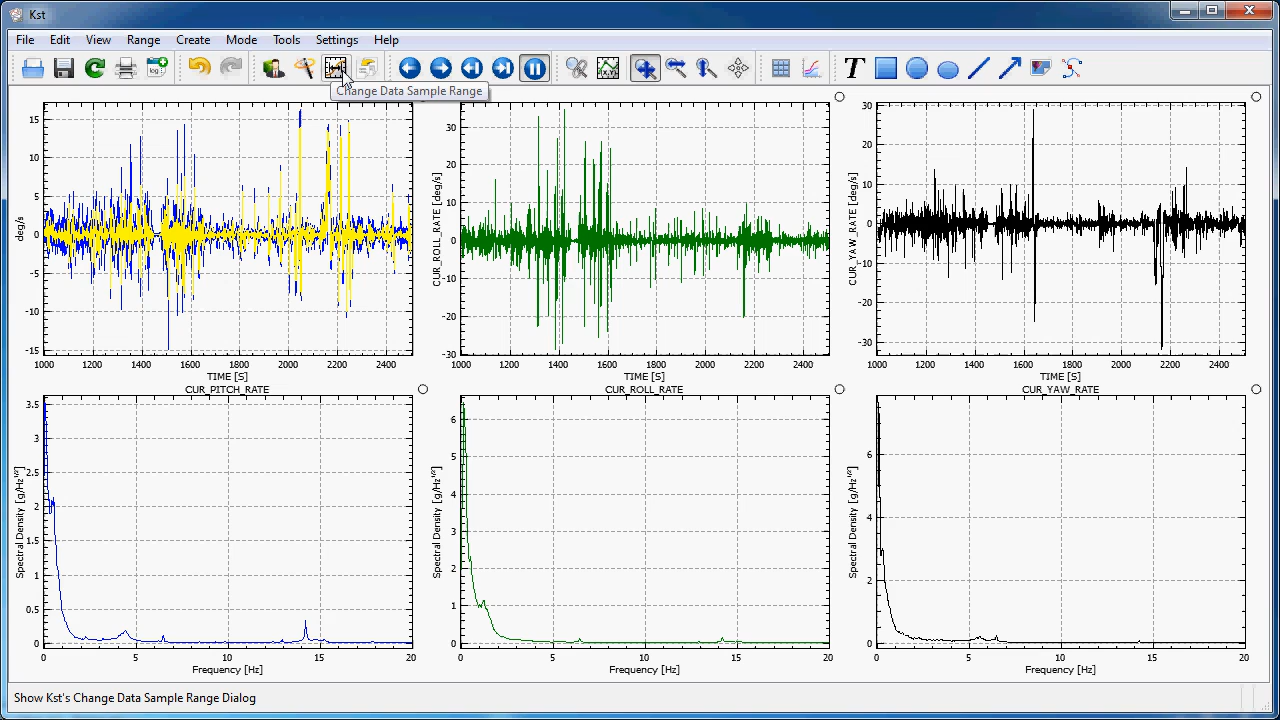 Kst
File Edit View Range Create Mode Tools Settings Help
log:
X,Y
T
Change Data Sample Range
15
10
5
0
-5
-10
-15
deg/s
1000 1200 1400 1600 1800 2000 2200 2400
TIME [S]
30
20
10
0
-10
-20
-30
CUR_ROLL_RATE [deg/s]
1000 1200 1400 1600 1800 2000 2200 2400
TIME [S]
30
20
10
0
-10
-20
-30
CUR_YAW_RATE [deg/s]
1000 1200 1400 1600 1800 2000 2200 2400
TIME [S]
CUR_PITCH_RATE
3.5
3
2.5
2
1.5
1
0.5
0
Spectral Density [g/Hz^1/2]
0 5 10 15 20
Frequency [Hz]
CUR_ROLL_RATE
6
5
4
3
2
1
0
Spectral Density [g/Hz^1/2]
0 5 10 15 20
Frequency [Hz]
CUR_YAW_RATE
6
4
2
0
Spectral Density [g/Hz^1/2]
0 5 10 15 20
Frequency [Hz]
Show Kst's Change Data Sample Range Dialog